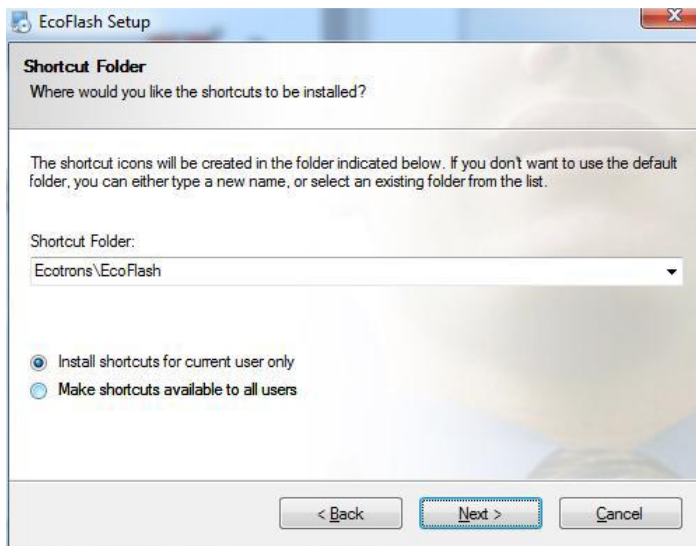 EcoFlash Setup
Shortcut Folder
Where would you like the shortcuts to be installed?
The shortcut icons will be created in the folder indicated below. If you don't want to use the default
folder, you can either type a new name, or select an existing folder from the list.
Shortcut Folder:
Ecotrons\EcoFlash
Install shortcuts for current user only
Make shortcuts available to all users
< Back
Next >
Cancel